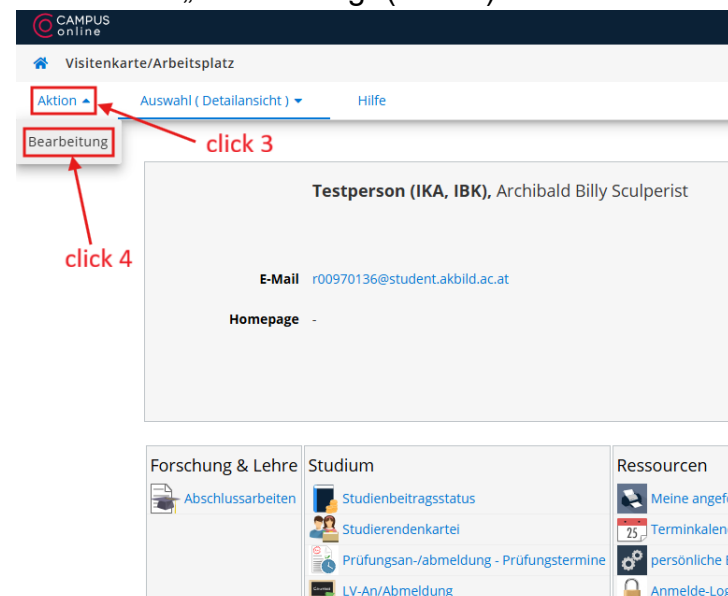 CAMPUS
online
Visitenkarte/Arbeitsplatz
Aktion Auswahl ( Detailansicht ) Hilfe
Bearbeitung
click 3
click 4
Testperson (IKA, IBK), Archibald Billy Sculperist
E-Mail r00970136@student.akbild.ac.at
Homepage -
Forschung & Lehre Studium Ressourcen
Abschlussarbeiten Studienbeitragsstatus Meine
Studierendenkartei 25
Prüfungsan-/abmeldung - Prüfungstermine persönliche
LV-An/Abmeldung